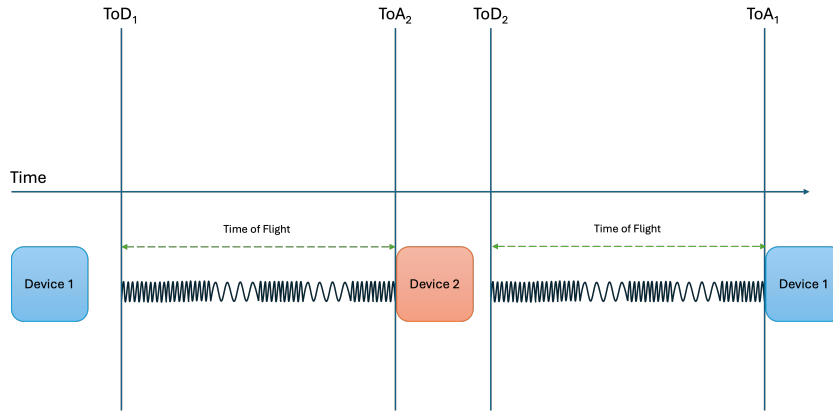 ToD₁
ToA₂
ToD₂
ToA₁
Time
Time of Flight
Time of Flight
Device 1
Device 2
Device 1